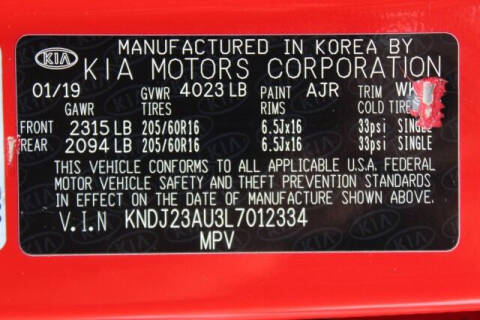 KIA MANUFACTURED IN KOREA BY
KIA MOTORS CORPORATION
01/19 GVWR 4023 LB PAINT AJR TRIM
GAWR TIRES RIMS COLD TIRE
FRONT 2315 LB 205/60R16 6.5Jx16 33psi SINGLE
REAR 2094 LB 205/60R16 6.5Jx16 33psi SINGLE
THIS VEHICLE CONFORMS TO ALL APPLICABLE U.S.A. FEDERAL
MOTOR VEHICLE SAFETY AND THEFT PREVENTION STANDARDS
IN EFFECT ON THE DATE OF MANUFACTURE SHOWN ABOVE.
V.I.N KNDJ23AU3L7012334
MPV